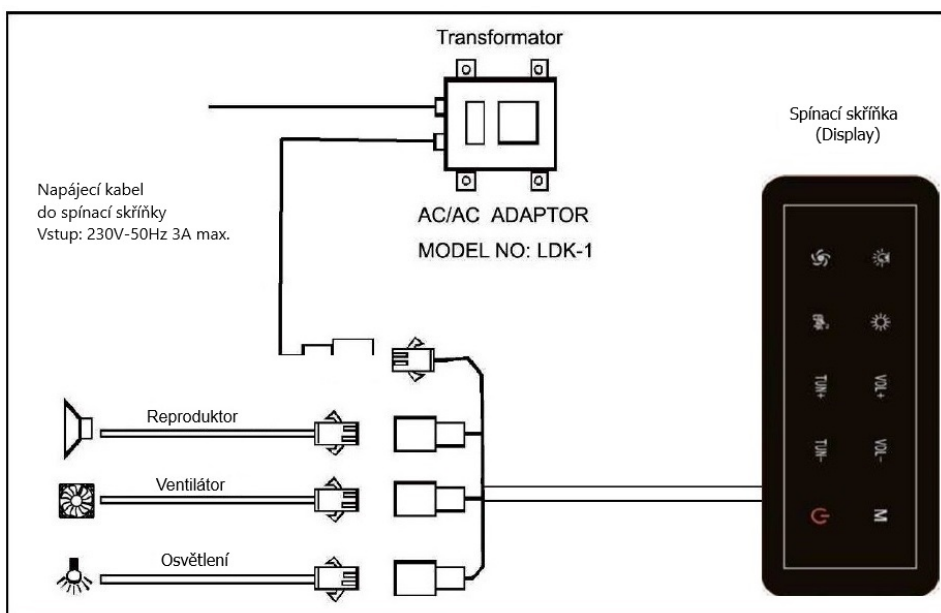 Transformator
Spínací skříňka
(Display)
Napájecí kabel
do spínací skříňky
Vstup: 230V-50Hz 3A max.
AC/AC ADAPTOR
MODEL NO: LDK-1
Reproduktor
Ventilátor
Osvětlení
TUN+
VOL+
TUN-
VOL-
M